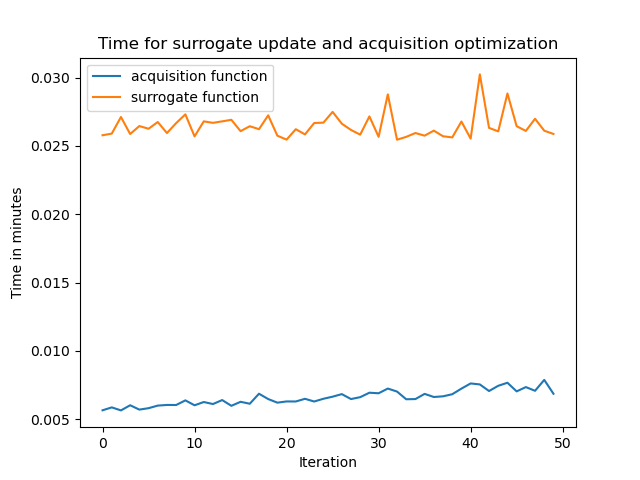 Time for surrogate update and acquisition optimization
acquisition function
surrogate function
0.030
0.025
0.020
0.015
0.010
0.005
Time in minutes
0 10 20 30 40 50
Iteration